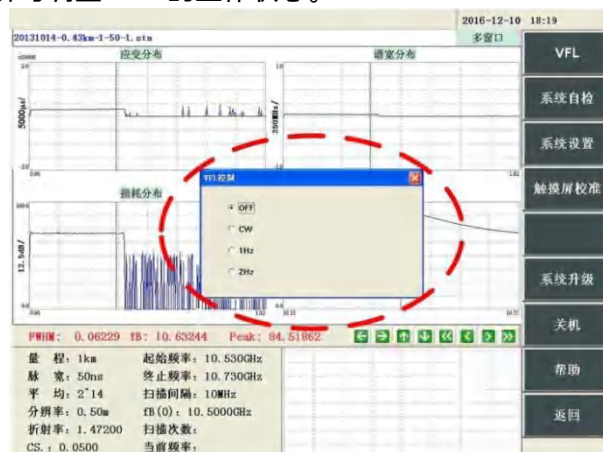 2016-12-10 18:19
20131014-0.43km-1-50-1.stm
多窗口
应变分布
谱宽分布
损耗分布
5000με/
250MHz/
12.5dB/
VFL控制
OFF
CW
1Hz
2Hz
FWHM: 0.06229 fB: 10.63244 Peak: 84.51862
量 程: 1km 起始频率: 10.530GHz
脉 宽: 50ns 终止频率: 10.730GHz
平 均: 2^14 扫描间隔: 10MHz
分辨率: 0.50m fB(0): 10.5000GHz
折射率: 1.47200 扫描次数:
CS.: 0.0500 当前频率:
VFL
系统自检
系统设置
触摸屏校准
系统升级
关机
帮助
返回